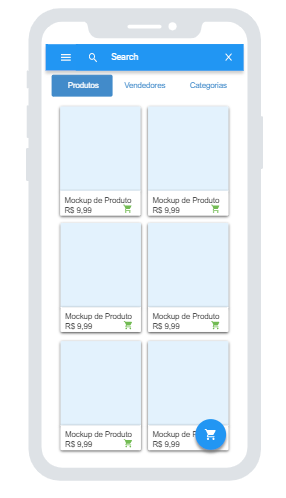 Search
Produtos Vendedores Categorias
Mockup de Produto Mockup de Produto
R$ 9,99 R$ 9,99
Mockup de Produto Mockup de Produto
R$ 9,99 R$ 9,99
Mockup de Produto Mockup de
R$ 9,99 R$ 9,99